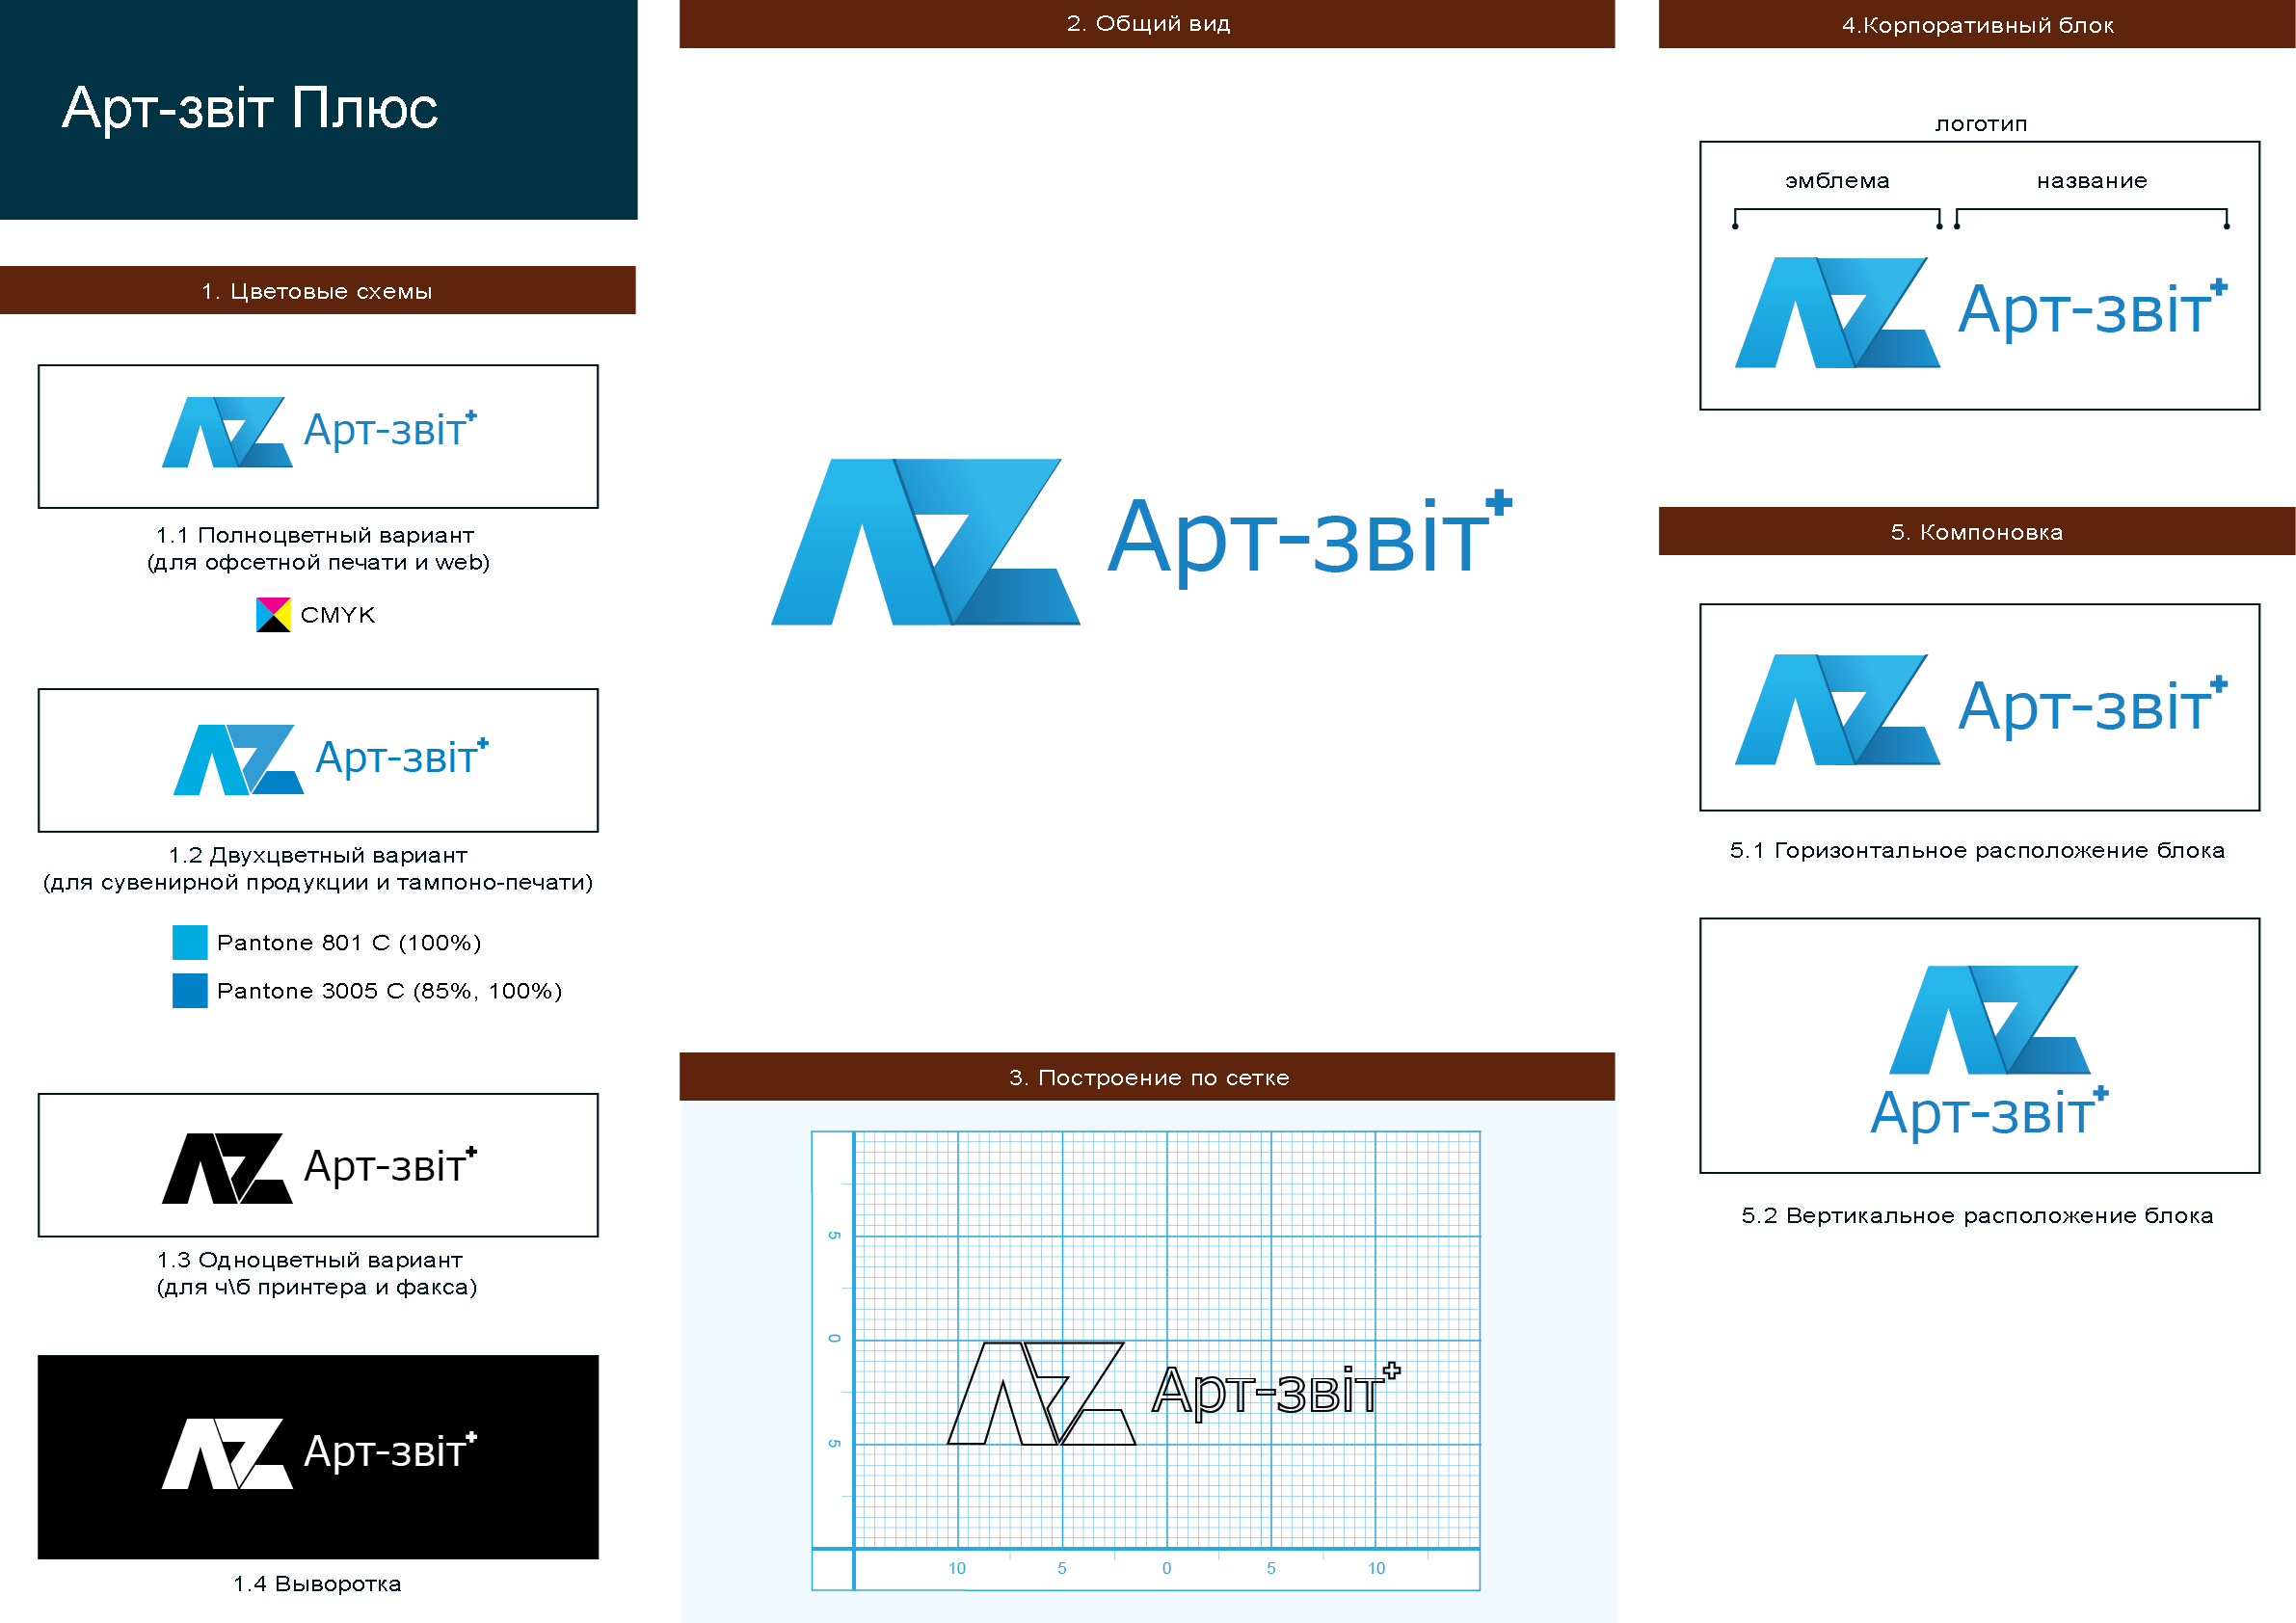 Арт-звіт Плюс
1. Цветовые схемы
Арт-звіт+
1.1 Полноцветный вариант
(для офсетной печати и web)
CMYK
Арт-звіт+
1.2 Двухцветный вариант
(для сувенирной продукции и тампоно-печати)
Pantone 801 C (100%)
Pantone 3005 C (85%, 100%)
Арт-звіт+
1.3 Одноцветный вариант
(для ч\б принтера и факса)
Арт-звіт+
1.4 Выворотка
2. Общий вид
AZ Арт-звіт+
3. Построение по сетке
5
0
5
Арт-звіт+
10 5 0 5 10
4.Корпоративный блок
логотип
эмблема название
Арт-звіт+
5. Компоновка
Арт-звіт+
5.1 Горизонтальное расположение блока
Арт-звіт+
5.2 Вертикальное расположение блока